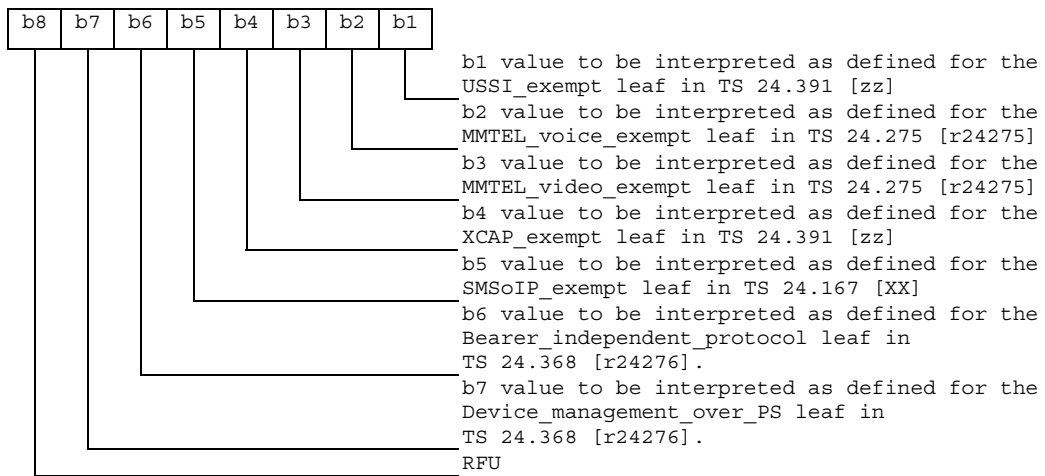 b8 b7 b6 b5 b4 b3 b2 b1
b1 value to be interpreted as defined for the
USSI_exempt leaf in TS 24.391 [zz]
b2 value to be interpreted as defined for the
MMTEL_voice_exempt leaf in TS 24.275 [r24275]
b3 value to be interpreted as defined for the
MMTEL_video_exempt leaf in TS 24.275 [r24275]
b4 value to be interpreted as defined for the
XCAP_exempt leaf in TS 24.391 [zz]
b5 value to be interpreted as defined for the
SMSoIP_exempt leaf in TS 24.167 [XX]
b6 value to be interpreted as defined for the
Bearer_independent_protocol leaf in
TS 24.368 [r24276].
b7 value to be interpreted as defined for the
Device_management_over_PS leaf in
TS 24.368 [r24276].
RFU